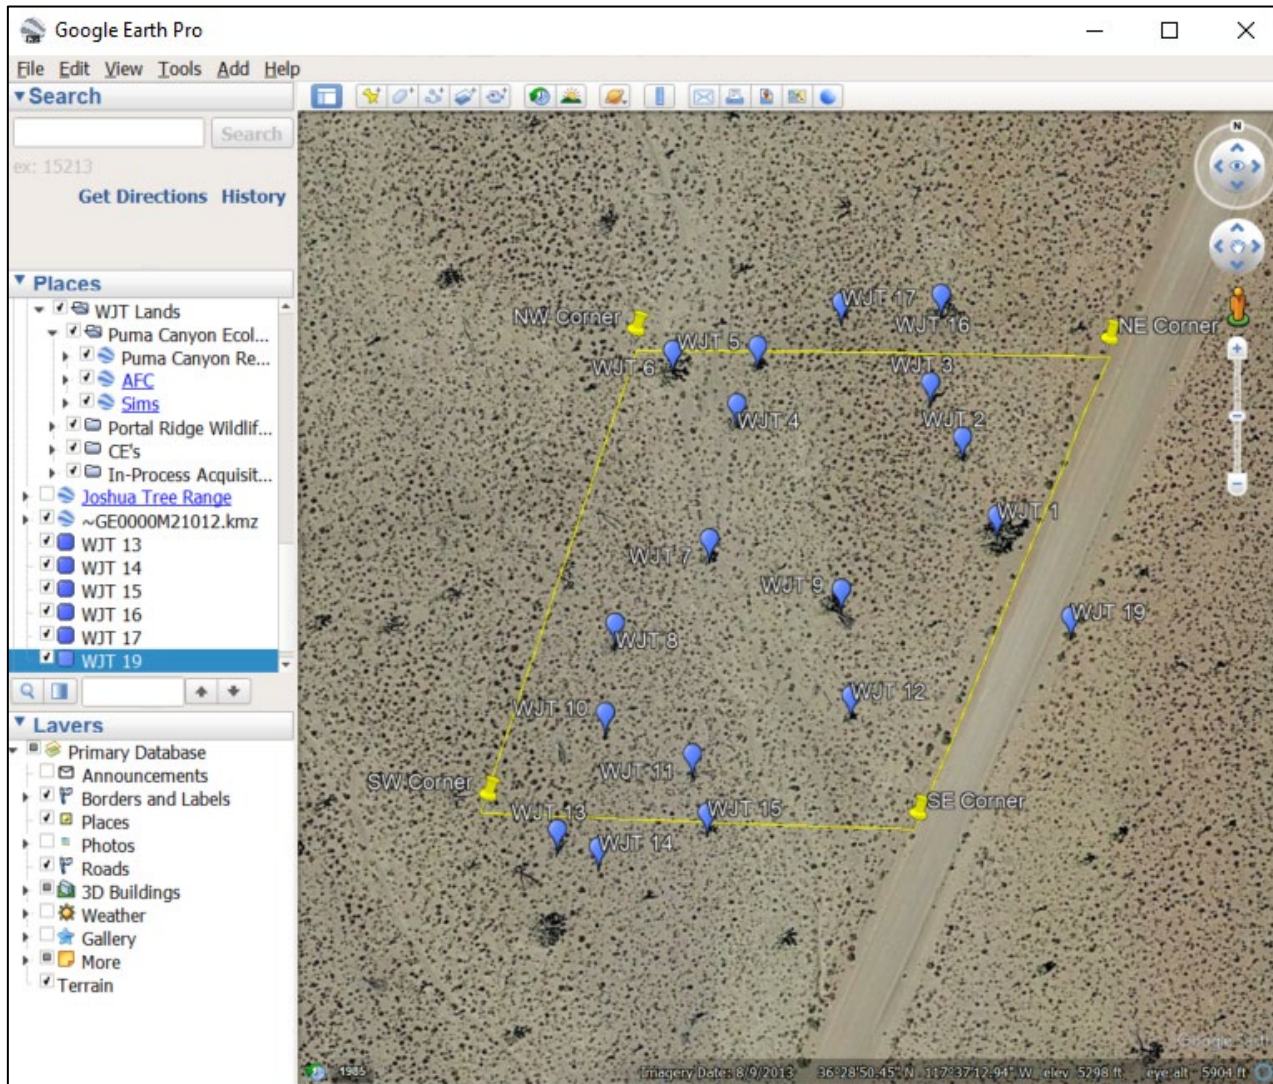 Google Earth Pro
File Edit View Tools Add Help
Search
Search
ex: 15213
Get Directions History
Places
WJT Lands
Puma Canyon Ecol...
Puma Canyon Re...
AFC
Sims
Portal Ridge Wildlif...
CE's
In-Process Acquisit...
Joshua Tree Range
~GE0000M21012.kmz
WJT 13
WJT 14
WJT 15
WJT 16
WJT 17
WJT 19
Layers
Primary Database
Announcements
Borders and Labels
Places
Photos
Roads
3D Buildings
Weather
Gallery
More
Terrain
N
WJT 17
WJT 16
NW Corner
NE Corner
WJT 5
WJT 6
WJT 3
WJT 4
WJT 2
WJT 1
WJT 7
WJT 9
WJT 19
WJT 8
WJT 12
WJT 10
WJT 11
SW Corner
SE Corner
WJT 13
WJT 15
WJT 14
Google Earth
1985
Imagery Date: 8/9/2013 36°28'50.45" N 117°37'12.94" W elev 5298 ft eye alt 5904 ft